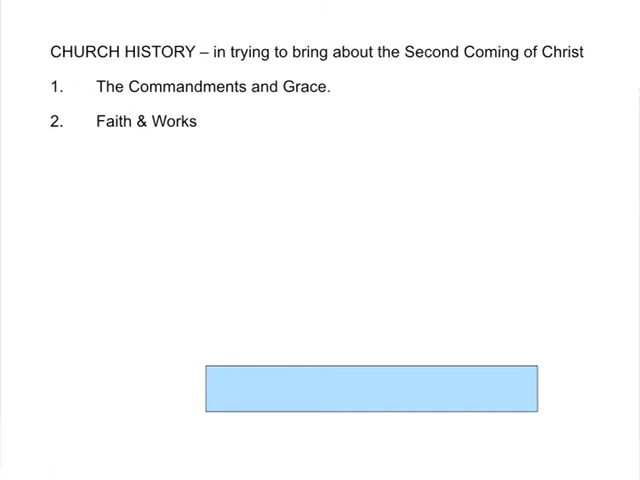 CHURCH HISTORY – in trying to bring about the Second Coming of Christ
1. The Commandments and Grace.
2. Faith & Works